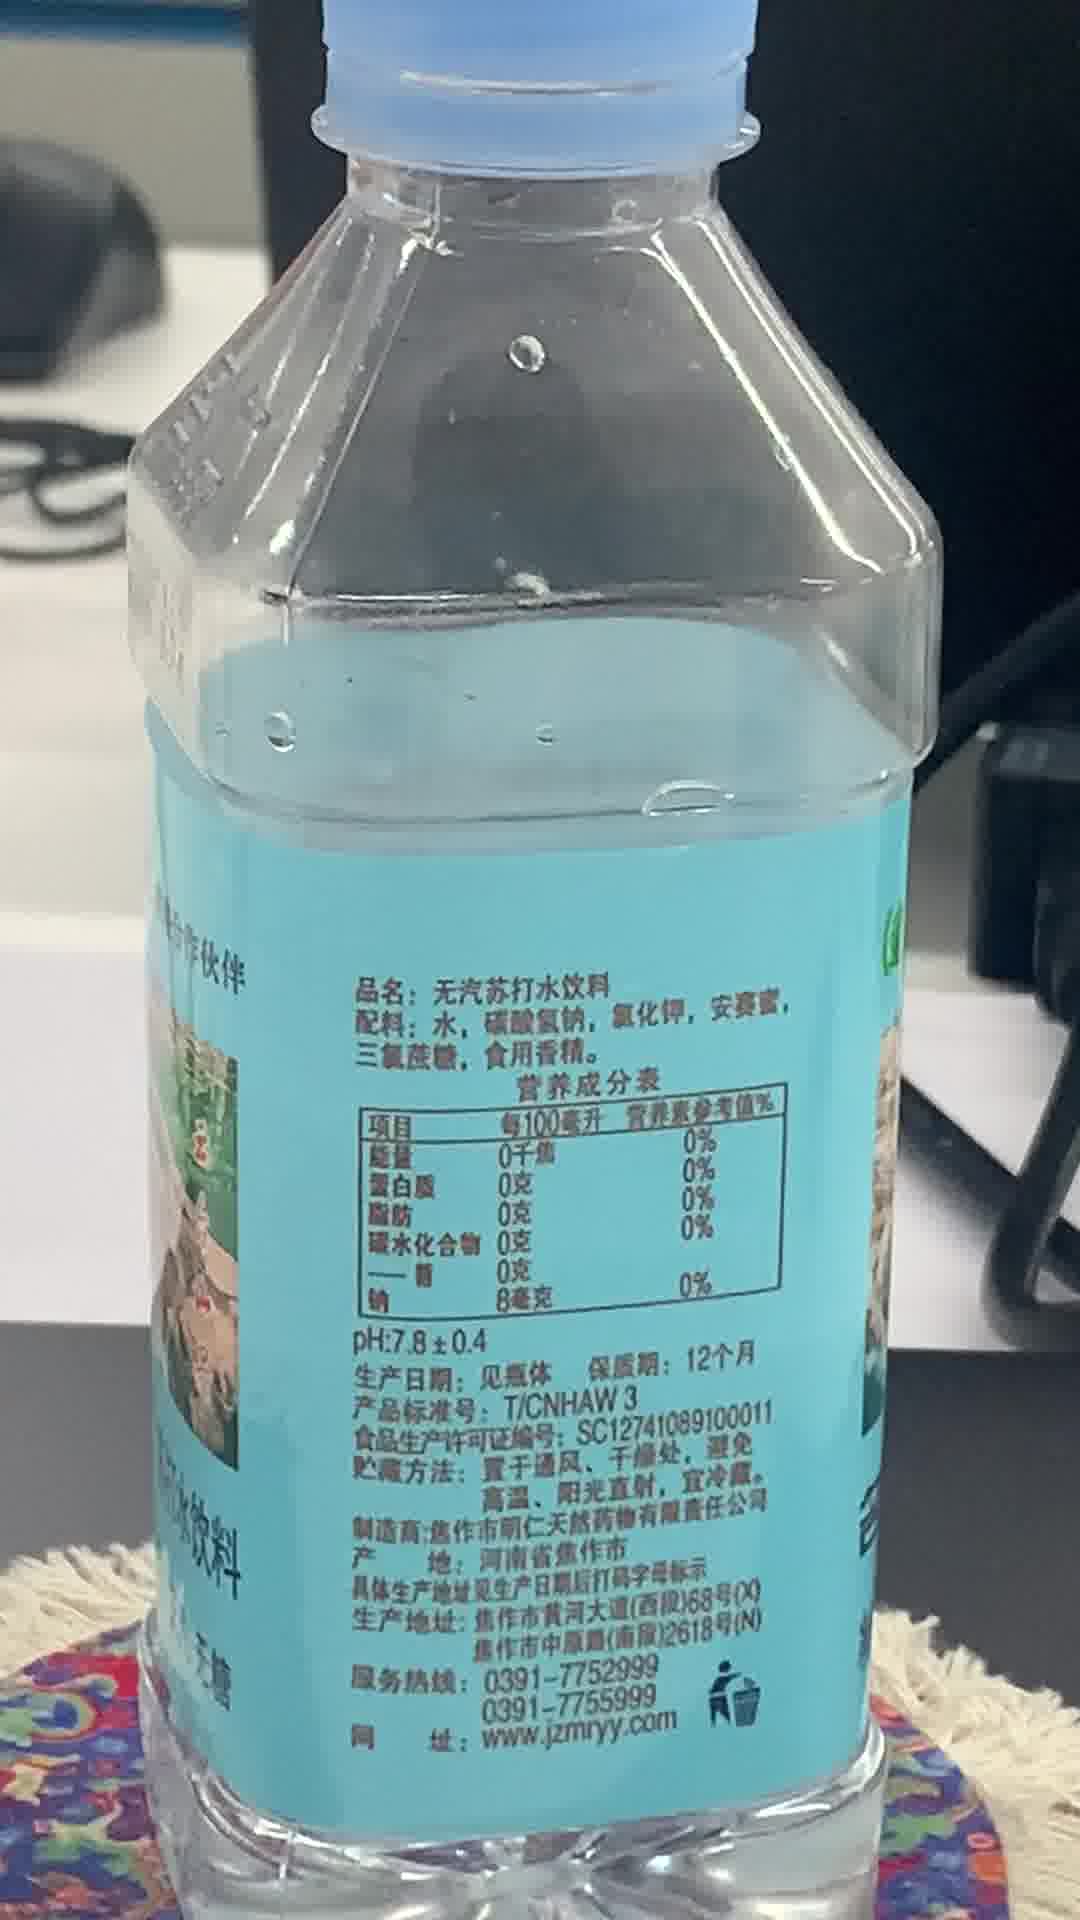 合作伙伴
品名：无汽苏打水饮料
配料：水，碳酸氢钠，氯化钾，安赛蜜，
三氯蔗糖，食用香精。
营养成分表
项目 每100毫升 营养素参考值%
能量 0千焦 0%
蛋白质 0克 0%
脂肪 0克 0%
碳水化合物 0克 0%
——糖 0克
钠 8毫克 0%
pH:7.8±0.4
生产日期：见瓶体 保质期：12个月
产品标准号：T/CNHAW 3
食品生产许可证编号：SC12741089100011
贮藏方法：置于通风、干燥处，避免
高温、阳光直射，宜冷藏。
制造商:焦作市明仁天然药物有限责任公司
产 地：河南省焦作市
具体生产地址见生产日期后打码字母标示
生产地址：焦作市黄河大道(西段)68号(X)
焦作市中原路(南段)2618号(N)
服务热线：0391-7752999
0391-7755999
网 址：www.jzmryy.com
水饮料
无糖